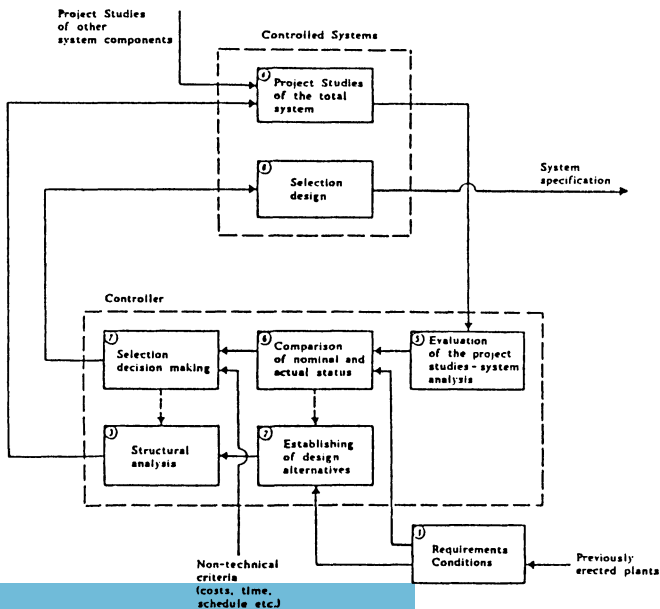 Project Studies
of other
system components
Controlled Systems
Project Studies
of the total
system
8
Selection
design
System
specification
Controller
7
Selection
decision making
6
Comparison
of nominal and
actual status
5
Evaluation
of the project
studies - system
analysis
3
Structural
analysis
2
Establishing
of design
alternatives
1
Requirements
Conditions
Previously
erected plants
Non-technical
criteria
(costs, time,
schedule etc.)